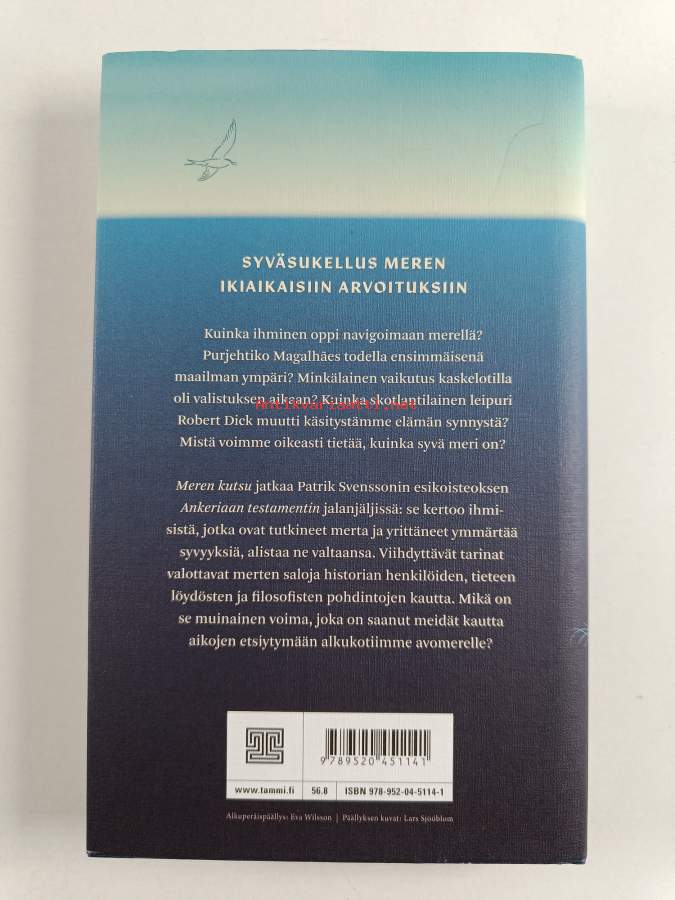 SYVÄSUKELLUS MEREN
IKIAIKAISIIN ARVOITUKSIIN
Kuinka ihminen oppi navigoimaan merellä?
Purjehtiko Magalhães todella ensimmäisenä
maailman ympäri? Minkälainen vaikutus kaskelotilla
oli valistuksen aikaan? Kuinka skotlantilainen leipuri
Antikvariaatti.net
Robert Dick muutti käsitystämme elämän synnystä?
Mistä voimme oikeasti tietää, kuinka syvä meri on?
Meren kutsu jatkaa Patrik Svenssonin esikoisteoksen
Ankeriaan testamentin jalanjäljissä: se kertoo ihmi-
sistä, jotka ovat tutkineet merta ja yrittäneet ymmärtää
syvyyksiä, alistaa ne valtaansa. Viihdyttävät tarinat
valottavat merten saloja historian henkilöiden, tieteen
löydösten ja filosofisten pohdintojen kautta. Mikä on
se muinainen voima, joka on saanut meidät kautta
aikojen etsiytymään alkukotiimme avomerelle?
9789520451141
www.tammi.fi 56.8 ISBN 978-952-04-5114-1
Alkuperäispäällys: Eva Wilsson | Päällyksen kuvat: Lars Sjööblom